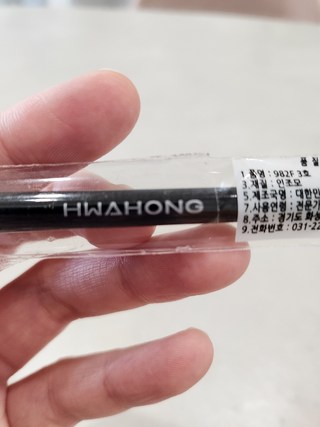 HWAHONG
품 질
1. 품명 : 982F 3호
3. 재질 : 인조모
5. 제조국명 : 대한민
7. 사용연령 : 전문가
8. 주소 : 경기도 화
9. 전화번호 : 031-22